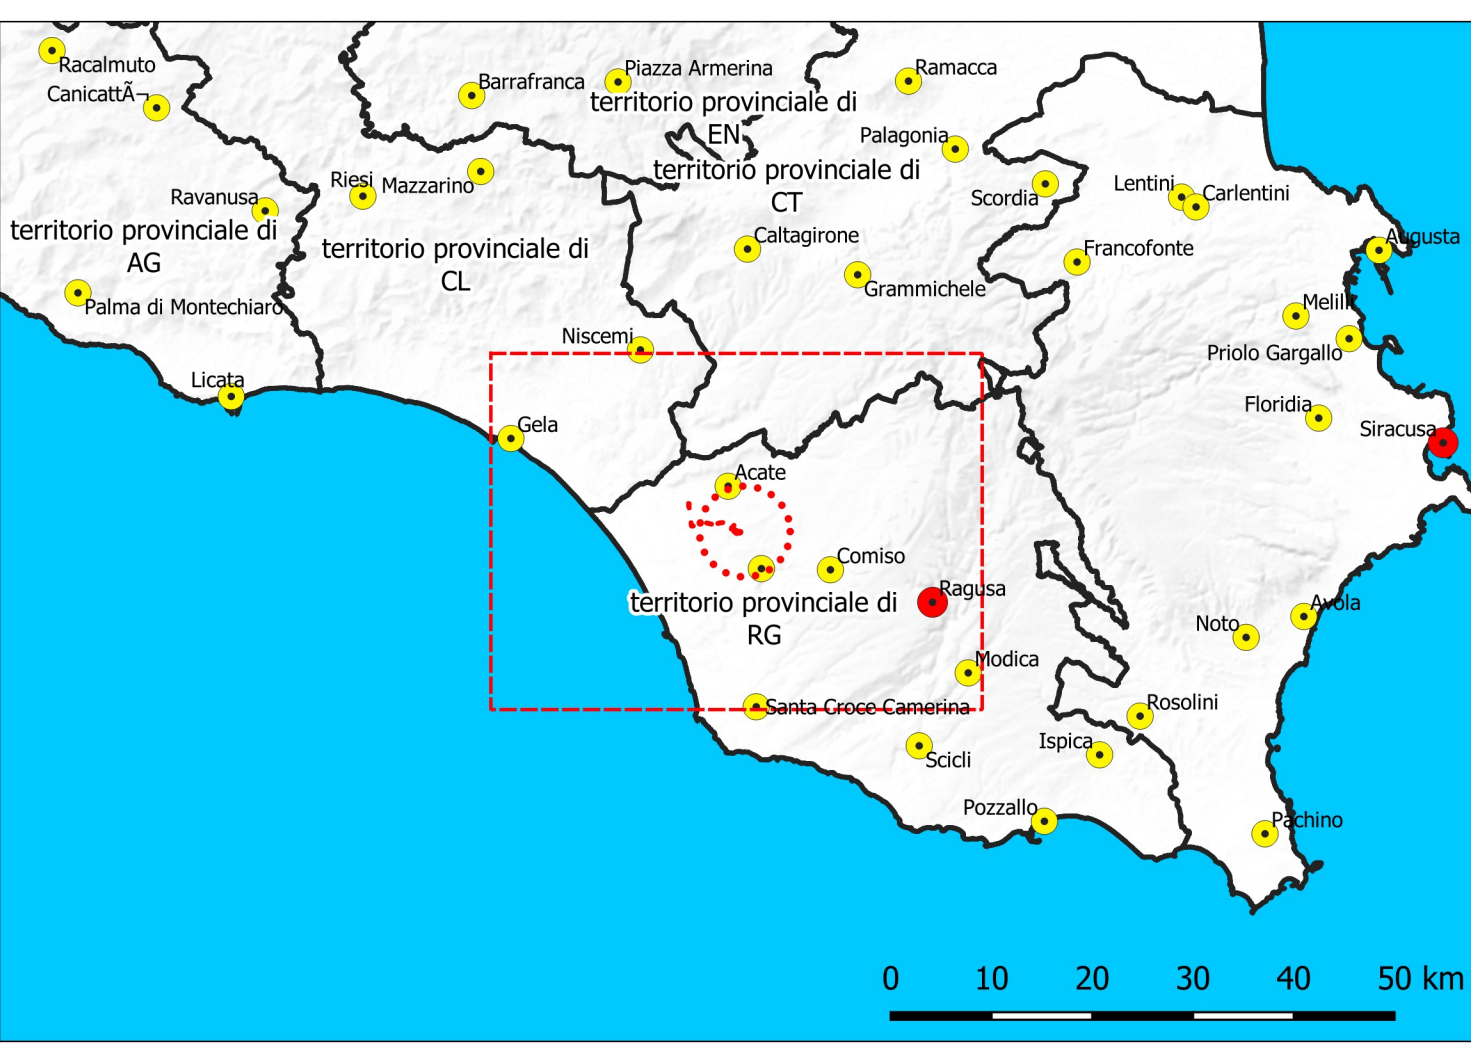 Racalmuto
CanicattÃ¬
Barrafranca
Piazza Armerina
Ramacca
territorio provinciale di
EN
Palagonia
territorio provinciale di
CT
Riesi
Mazzarino
Ravanusa
Scordia
Lentini
Carlentini
territorio provinciale di
AG
territorio provinciale di
CL
Caltagirone
Francofonte
Augusta
Grammichele
Palma di Montechiaro
Melilli
Niscemi
Priolo Gargallo
Licata
Floridia
Gela
Siracusa
Acate
Comiso
Ragusa
territorio provinciale di
RG
Avola
Noto
Modica
Santa Croce Camerina
Rosolini
Ispica
Scicli
Pozzallo
Pachino
0 10 20 30 40 50 km